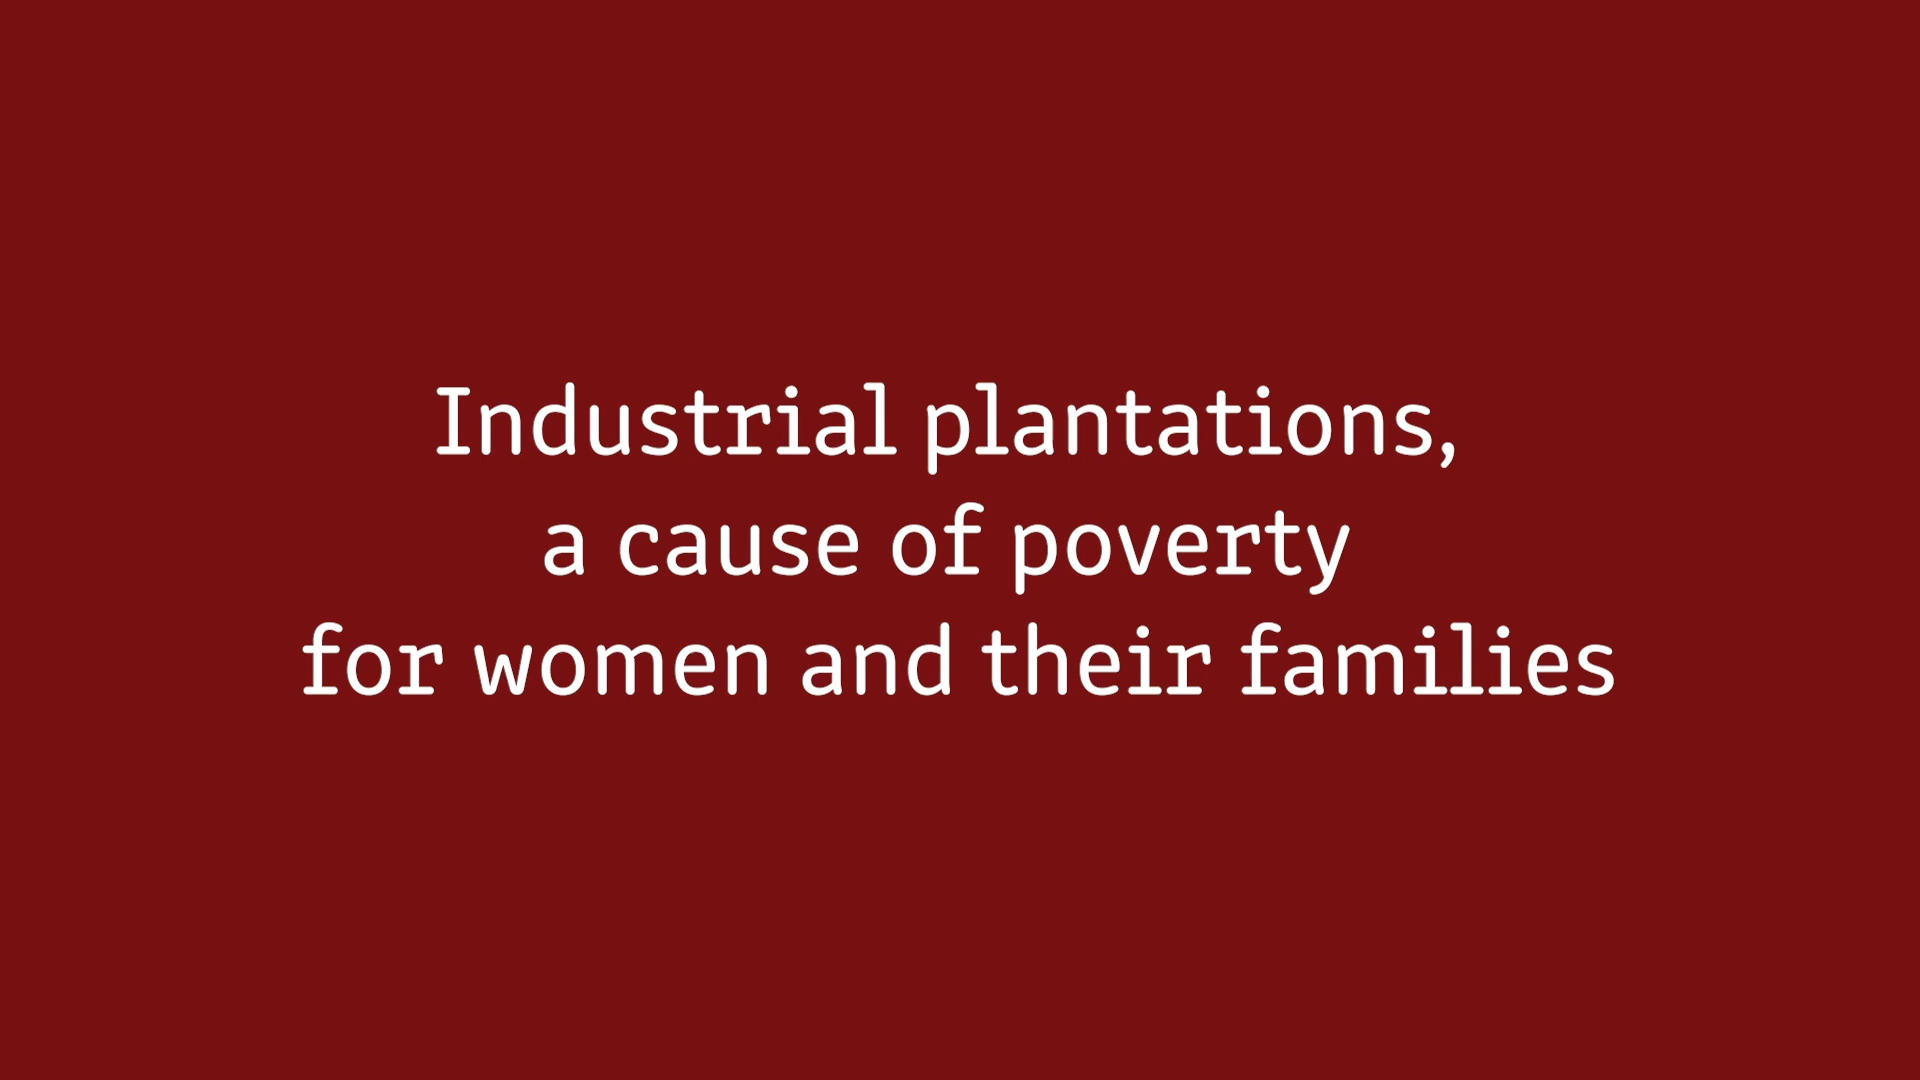 Industrial plantations,
a cause of poverty
for women and their families